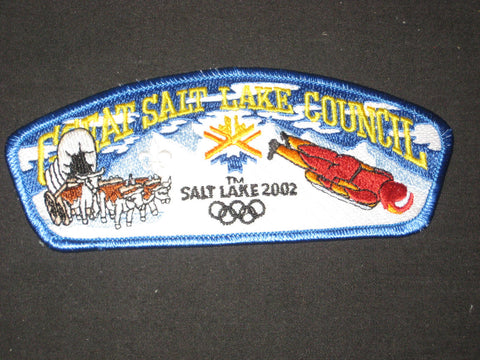 GREAT SALT LAKE COUNCIL
TM
SALT LAKE 2002